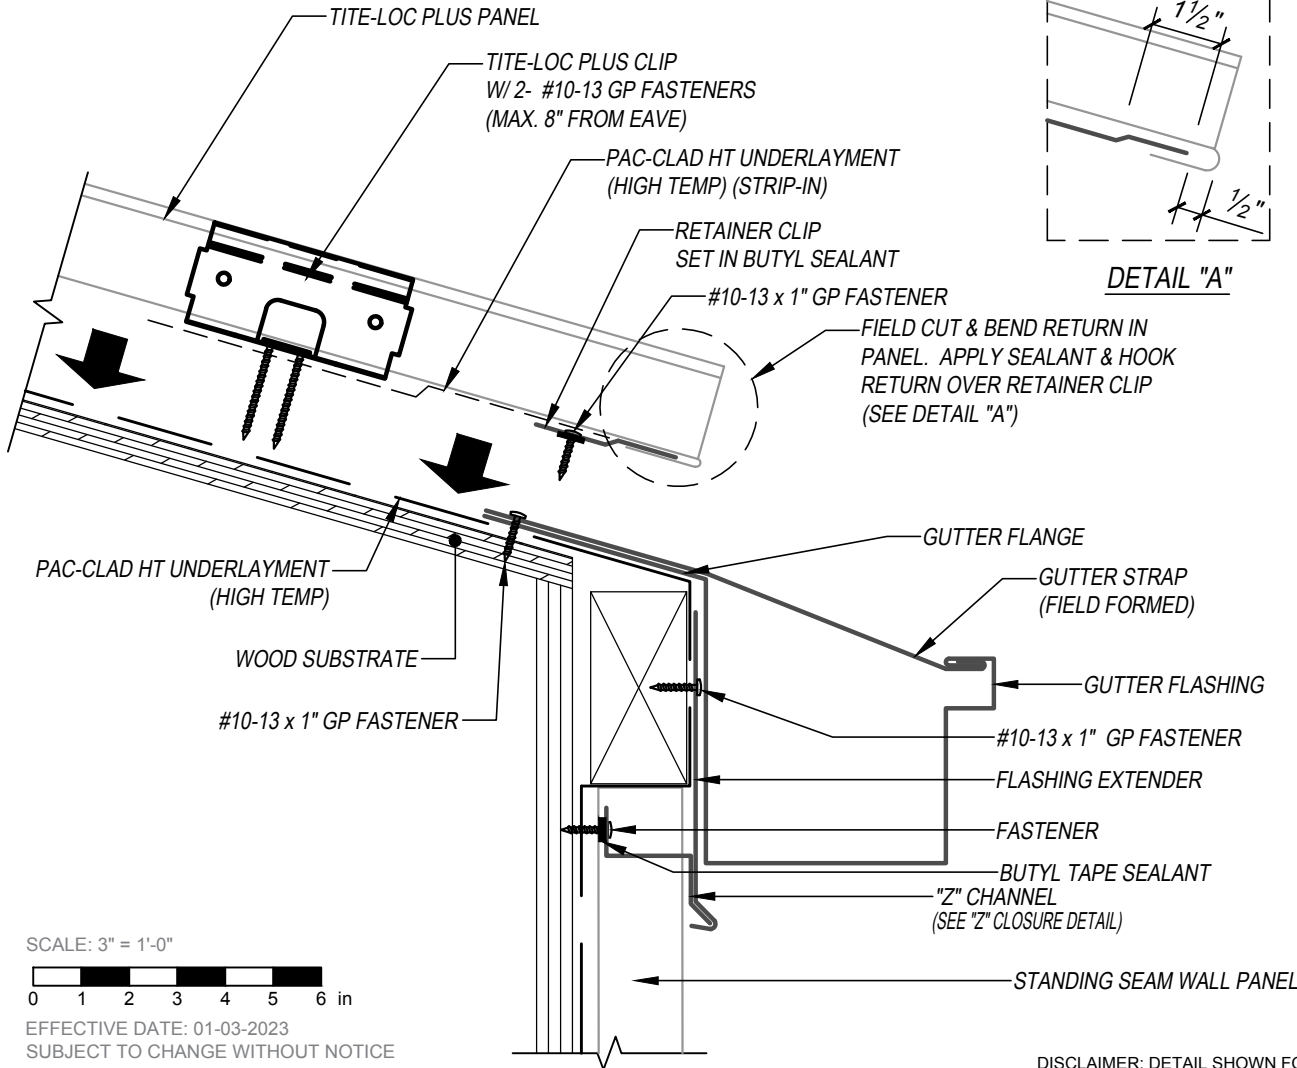 TITE-LOC PLUS PANEL
TITE-LOC PLUS CLIP
W/ 2- #10-13 GP FASTENERS
(MAX. 8" FROM EAVE)
PAC-CLAD HT UNDERLAYMENT
(HIGH TEMP) (STRIP-IN)
RETAINER CLIP
SET IN BUTYL SEALANT
#10-13 x 1" GP FASTENER
1 1/2"
1/2"
DETAIL "A"
FIELD CUT & BEND RETURN IN
PANEL. APPLY SEALANT & HOOK
RETURN OVER RETAINER CLIP
(SEE DETAIL "A")
PAC-CLAD HT UNDERLAYMENT
(HIGH TEMP)
WOOD SUBSTRATE
#10-13 x 1" GP FASTENER
GUTTER FLANGE
GUTTER STRAP
(FIELD FORMED)
GUTTER FLASHING
#10-13 x 1" GP FASTENER
FLASHING EXTENDER
FASTENER
BUTYL TAPE SEALANT
"Z" CHANNEL
(SEE "Z" CLOSURE DETAIL)
STANDING SEAM WALL PANEL
SCALE: 3" = 1'-0"
0 1 2 3 4 5 6 in
EFFECTIVE DATE: 01-03-2023
SUBJECT TO CHANGE WITHOUT NOTICE
DISCLAIMER: DETAIL SHOWN FO